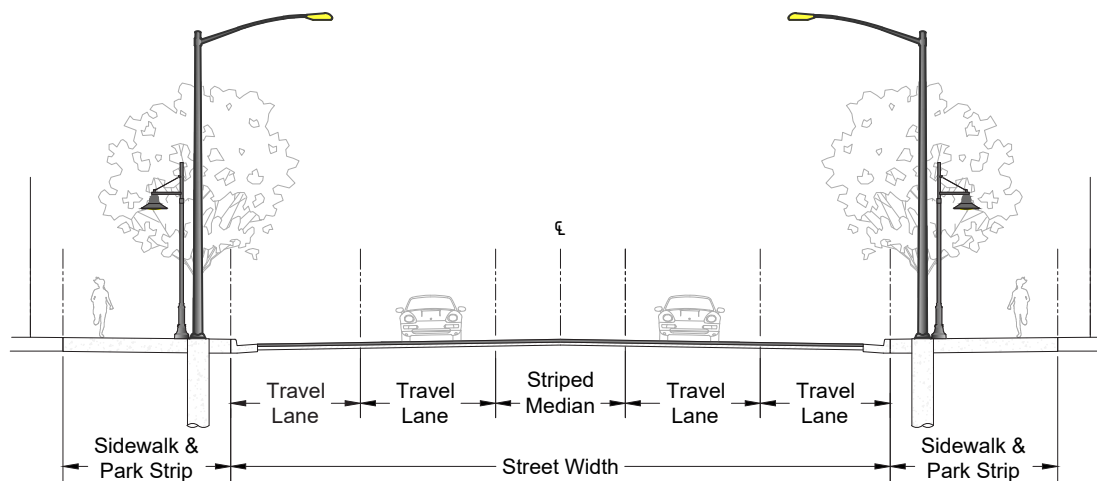 ℄
Travel
Lane
Travel
Lane
Striped
Median
Travel
Lane
Travel
Lane
Sidewalk &
Park Strip
Street Width
Sidewalk &
Park Strip